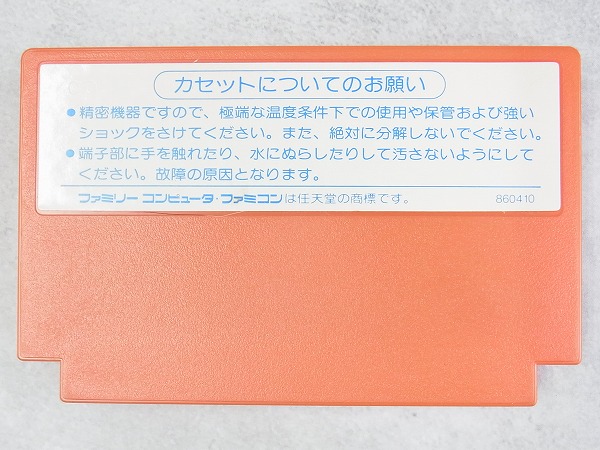 カセットについてのお願い
●精密機器ですので、極端な温度条件下での使用や保管および強い
ショックをさけてください。また、絶対に分解しないでください。
●端子部に手を触れたり、水にぬらしたりして汚さないようにして
ください。故障の原因となります。
ファミリー コンピュータ・ファミコンは任天堂の商標です。 860410